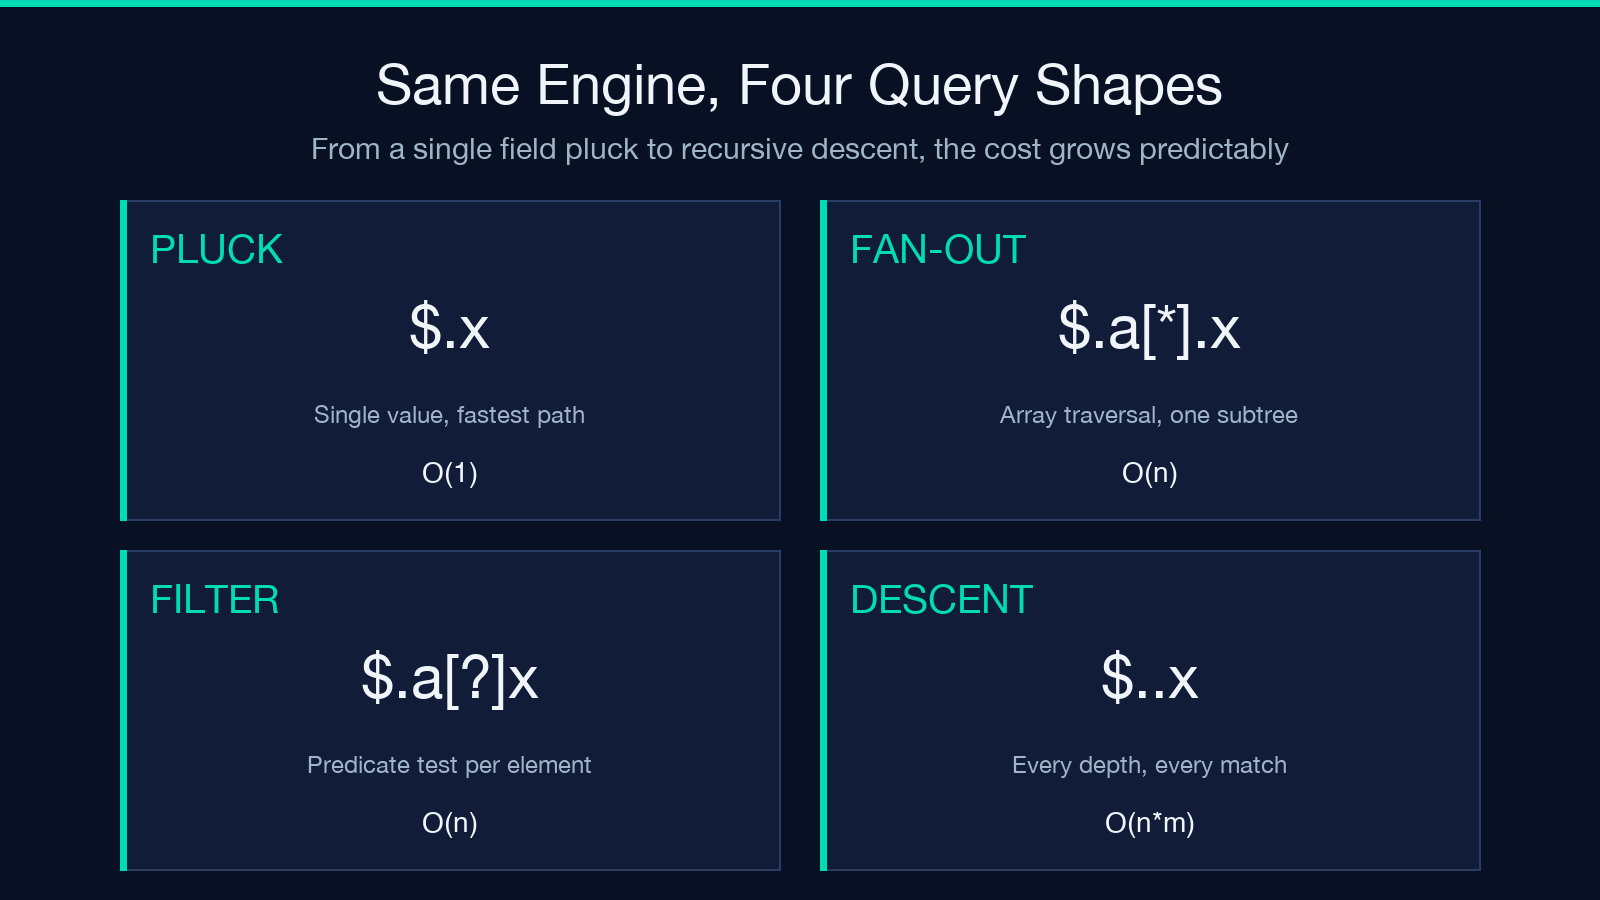 Same Engine, Four Query Shapes
From a single field pluck to recursive descent, the cost grows predictably
PLUCK
$.x
Single value, fastest path
O(1)
FAN-OUT
$.a[*].x
Array traversal, one subtree
O(n)
FILTER
$.a[?]x
Predicate test per element
O(n)
DESCENT
$..x
Every depth, every match
O(n*m)